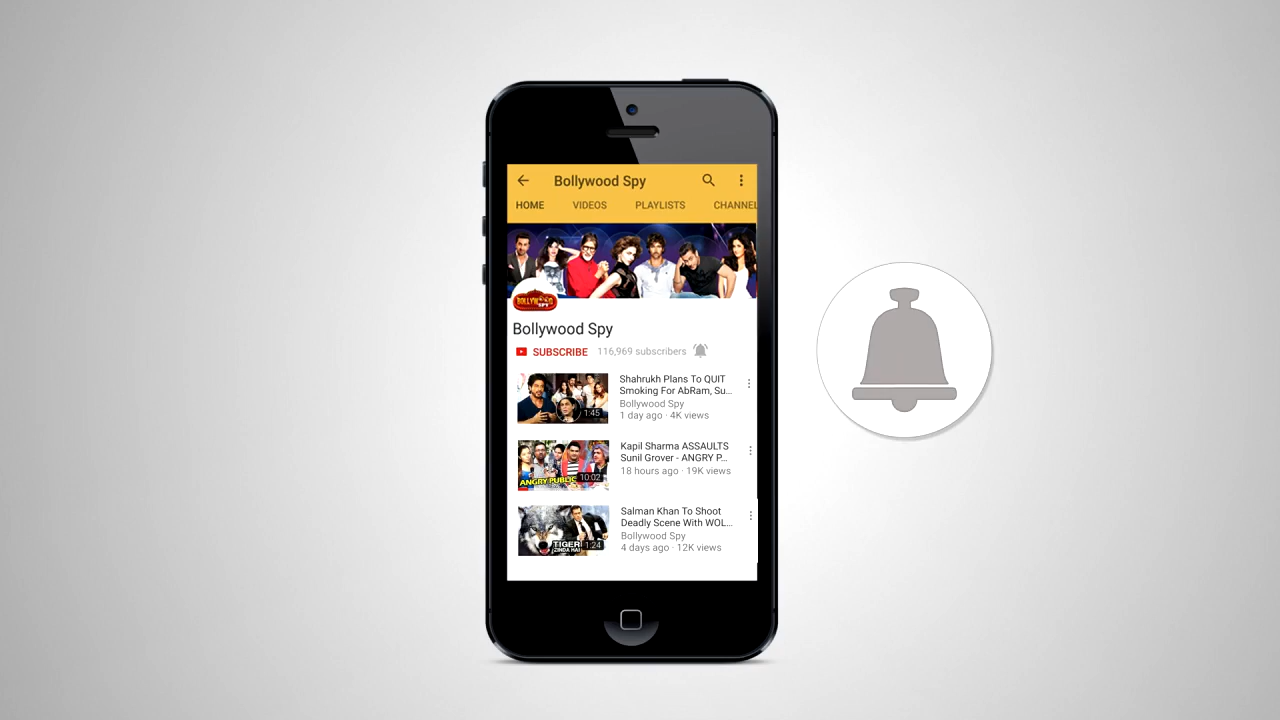 Bollywood Spy
HOME VIDEOS PLAYLISTS CHANNEL
BOLLYWOOD
SPY
Bollywood Spy
SUBSCRIBE 116,969 subscribers
Shahrukh Plans To QUIT
Smoking For AbRam, Su...
Bollywood Spy
1 day ago · 4K views
1:45
Kapil Sharma ASSAULTS
Sunil Grover - ANGRY P...
18 hours ago · 19K views
ANGRY PUBLIC
10:02
Salman Khan To Shoot
Deadly Scene With WOL...
Bollywood Spy
4 days ago · 12K views
TIGER
ZINDA HAI
1:24